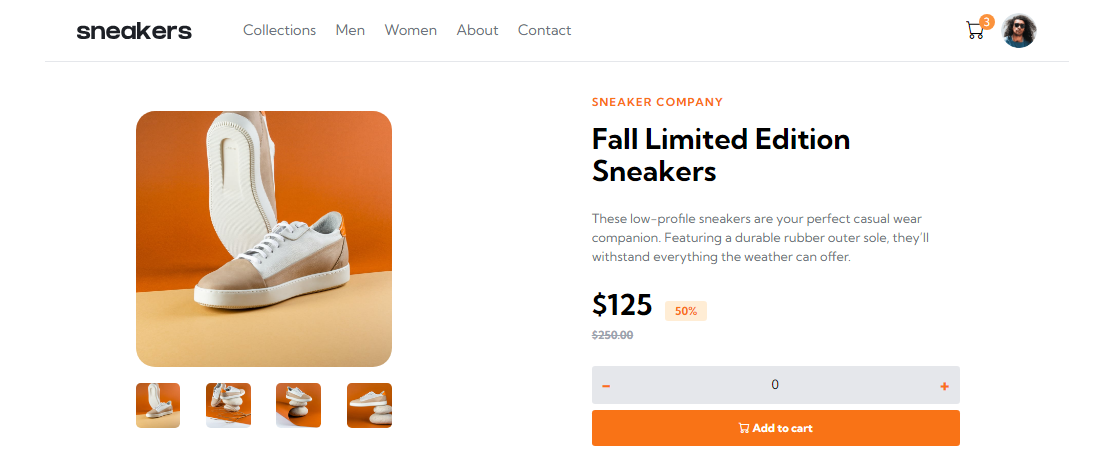 sneakers Collections Men Women About Contact 3
SNEAKER COMPANY
Fall Limited Edition
Sneakers
These low-profile sneakers are your perfect casual wear
companion. Featuring a durable rubber outer sole, they'll
withstand everything the weather can offer.
$125 50%
$250.00
− 0 +
Add to cart